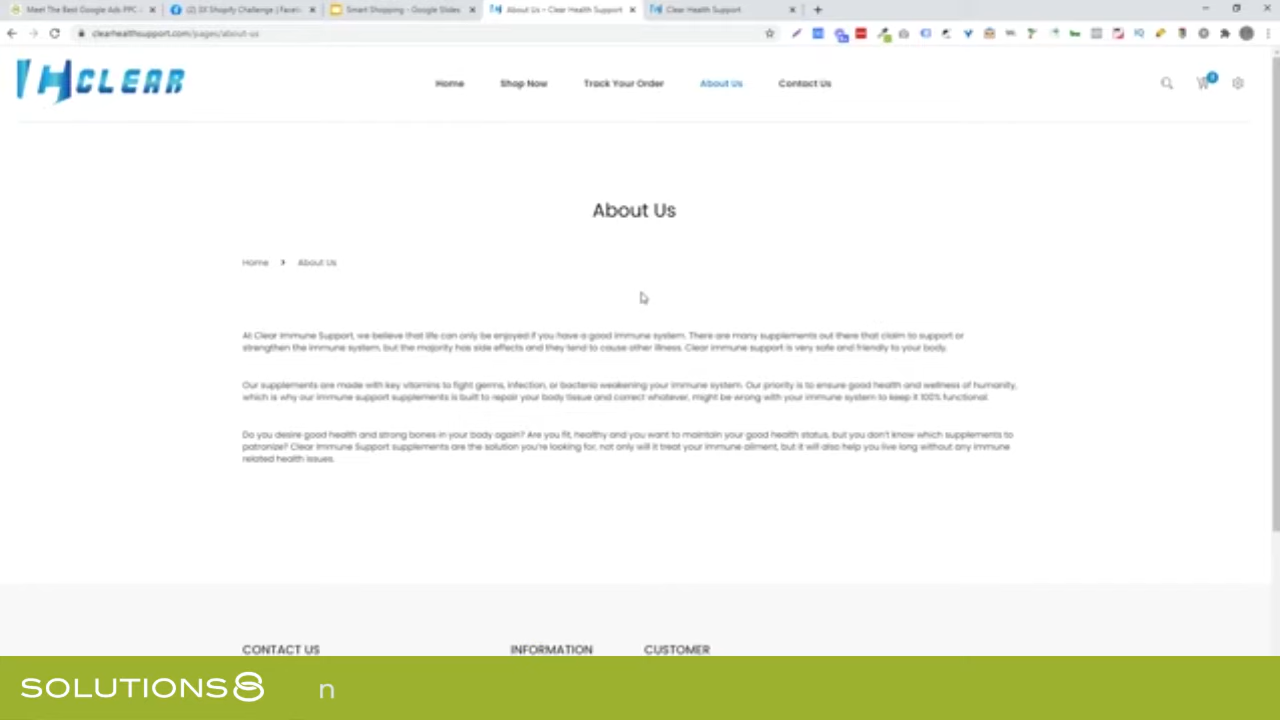 Meet The Best Google Ads PPC
(2) 3X Shopify Challenge | Face
Smart Shopping - Google Slides
About Us – Clear Health Support
Clear Health Support
clearhealthsupport.com/pages/about-us
CLEAR
Home
Shop Now
Track Your Order
About Us
Contact Us
About Us
Home > About Us
At Clear Immune Support, we believe that life can only be enjoyed if you have a good immune system. There are many supplements out there that claim to support or
strengthen the immune system, but the majority has side effects and they tend to cause other illness. Clear immune support is very safe and friendly to your body.
Our supplements are made with key vitamins to fight germs, infection, or bacteria weakening your immune system. Our priority is to ensure good health and wellness of humanity,
which is why our immune support supplements is built to repair your body tissue and correct whatever, might be wrong with your immune system to keep it 100% functional.
Do you desire good health and strong bones in your body again? Are you fit, healthy and you want to maintain your good health status, but you don't know which supplements to
patronize? Clear Immune Support supplements are the solution you're looking for, not only will it treat your immune ailment, but it will also help you live long without any immune
related health issues.
CONTACT US
INFORMATION
CUSTOMER
SOLUTIONS8
n